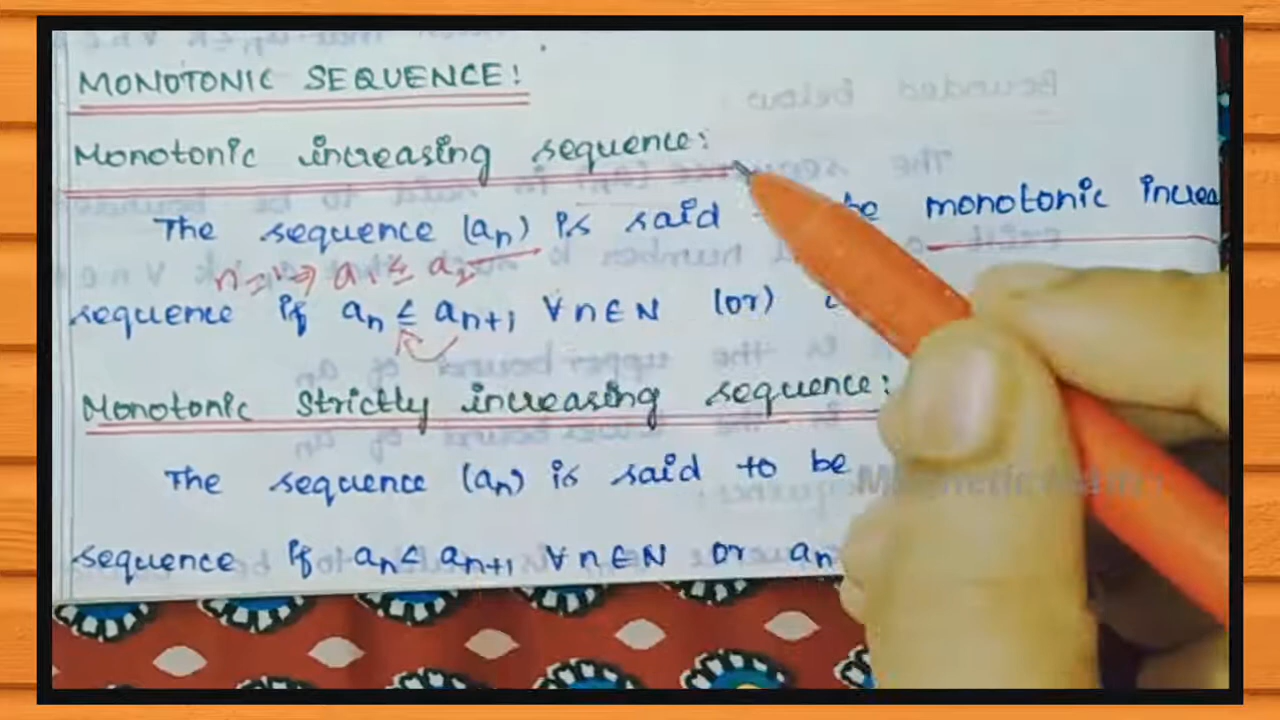 MONOTONIC SEQUENCE:
Monotonic increasing sequence:
The sequence (aₙ) is said be monotonic increa
n=1 ⇒ a₁ ≤ a₂
sequence if aₙ ≤ aₙ₊₁ ∀ n ∈ N (or)
Monotonic Strictly increasing sequence:
The sequence (aₙ) is said to be
sequence if aₙ < aₙ₊₁ ∀ n ∈ N or aₙ